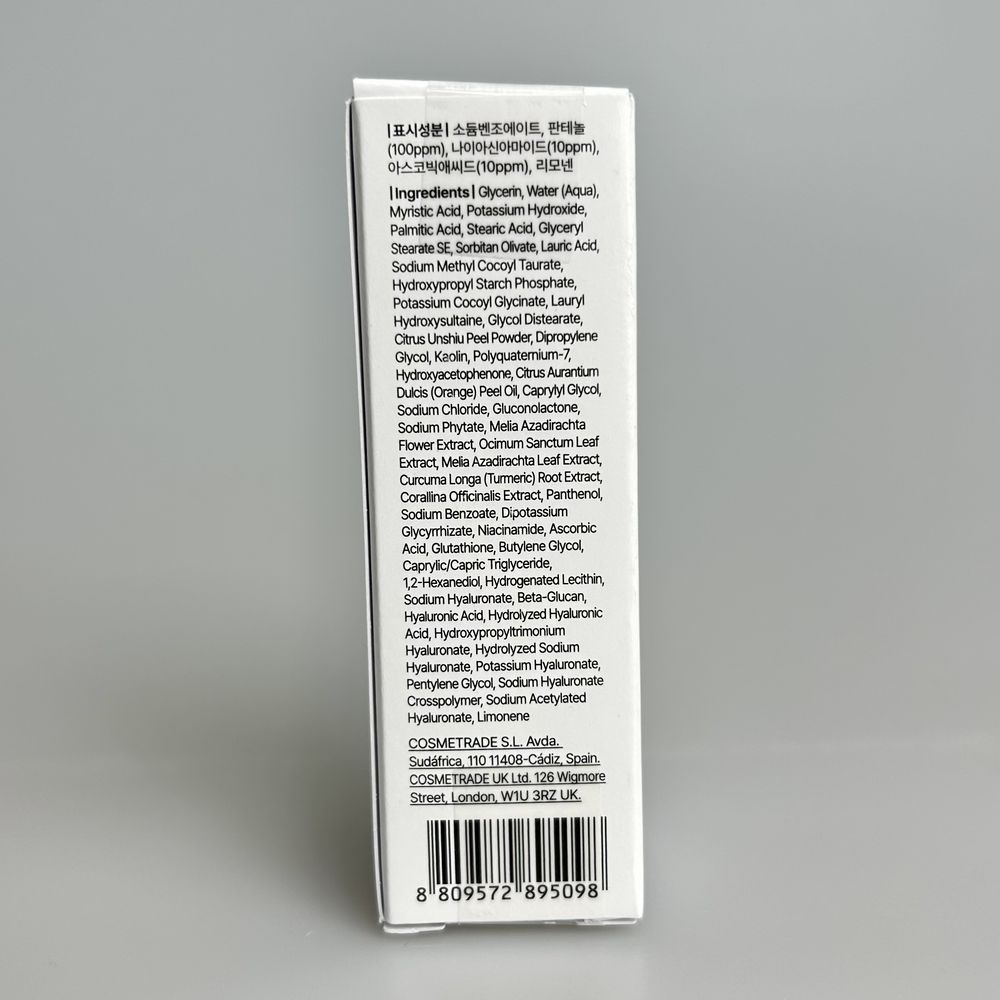 |표시성분| 소듐벤조에이트, 판테놀
(100ppm), 나이아신아마이드(10ppm),
아스코빅애씨드(10ppm), 리모넨
|Ingredients| Glycerin, Water (Aqua),
Myristic Acid, Potassium Hydroxide,
Palmitic Acid, Stearic Acid, Glyceryl
Stearate SE, Sorbitan Olivate, Lauric Acid,
Sodium Methyl Cocoyl Taurate,
Hydroxypropyl Starch Phosphate,
Potassium Cocoyl Glycinate, Lauryl
Hydroxysultaine, Glycol Distearate,
Citrus Unshiu Peel Powder, Dipropylene
Glycol, Kaolin, Polyquaternium-7,
Hydroxyacetophenone, Citrus Aurantium
Dulcis (Orange) Peel Oil, Caprylyl Glycol,
Sodium Chloride, Gluconolactone,
Sodium Phytate, Melia Azadirachta
Flower Extract, Ocimum Sanctum Leaf
Extract, Melia Azadirachta Leaf Extract,
Curcuma Longa (Turmeric) Root Extract,
Corallina Officinalis Extract, Panthenol,
Sodium Benzoate, Dipotassium
Glycyrrhizate, Niacinamide, Ascorbic
Acid, Glutathione, Butylene Glycol,
Caprylic/Capric Triglyceride,
1,2-Hexanediol, Hydrogenated Lecithin,
Sodium Hyaluronate, Beta-Glucan,
Hyaluronic Acid, Hydrolyzed Hyaluronic
Acid, Hydroxypropyltrimonium
Hyaluronate, Hydrolyzed Sodium
Hyaluronate, Potassium Hyaluronate,
Pentylene Glycol, Sodium Hyaluronate
Crosspolymer, Sodium Acetylated
Hyaluronate, Limonene
COSMETRADE S.L. Avda.
Sudáfrica, 110 11408-Cádiz, Spain.
COSMETRADE UK Ltd. 126 Wigmore
Street, London, W1U 3RZ UK.
8 809572 895098